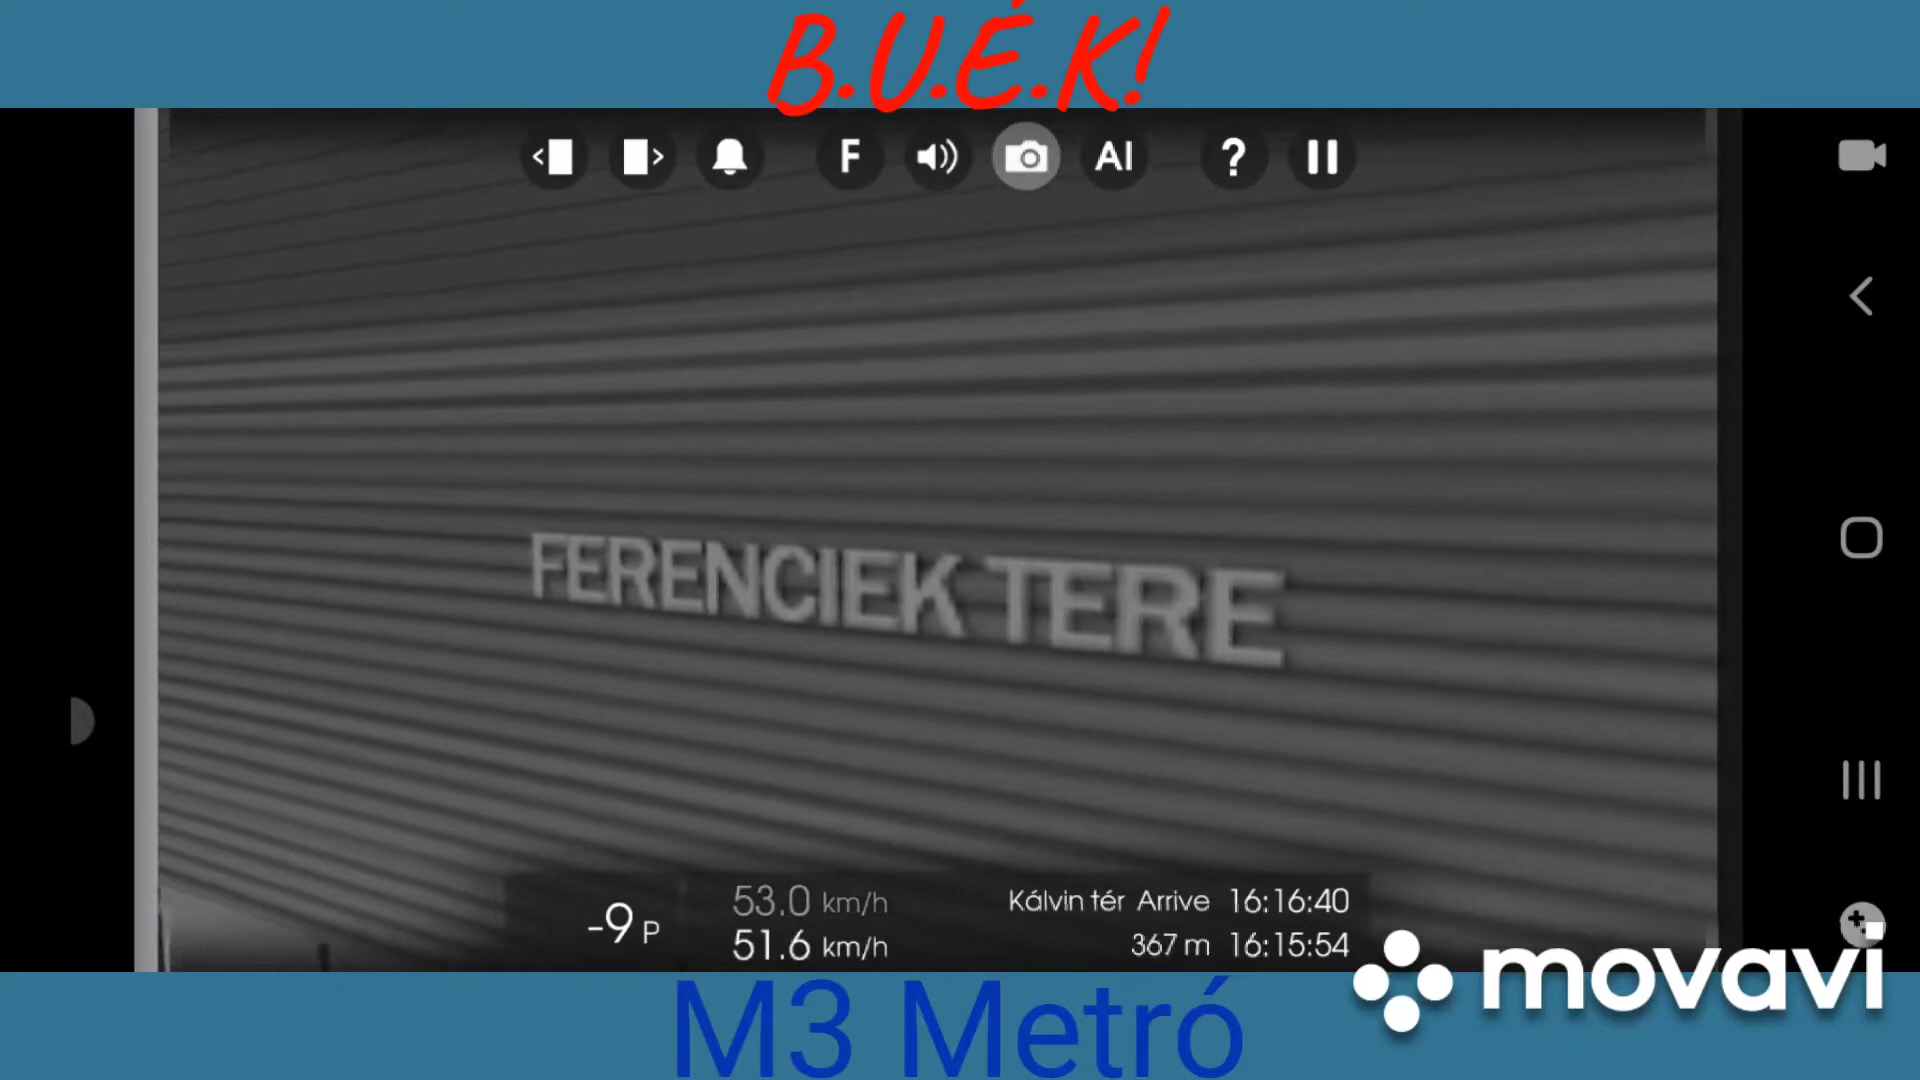 B.U.É.K!
F AI ?
FERENCIEK TERE
-9 P
53.0 km/h
51.6 km/h
Kálvin tér Arrive 16:16:40
367 m 16:15:54
movavi
M3 Metró